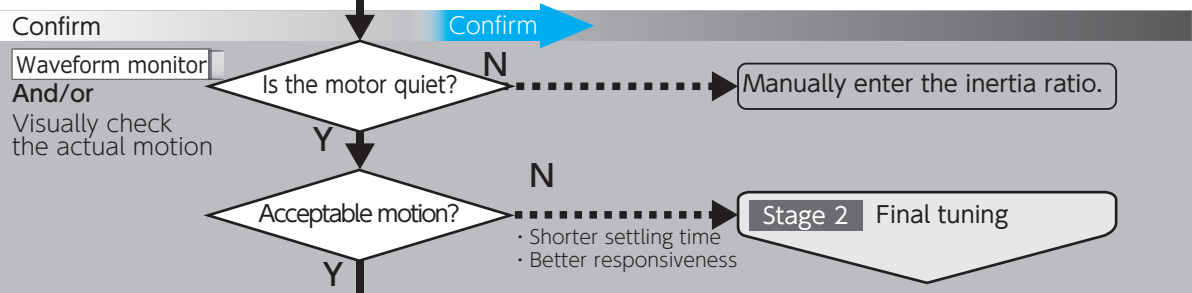 Confirm
Confirm
Waveform monitor
And/or
Visually check
the actual motion
Is the motor quiet?
N
Manually enter the inertia ratio.
Y
Acceptable motion?
N
・Shorter settling time
・Better responsiveness
Stage 2 Final tuning
Y